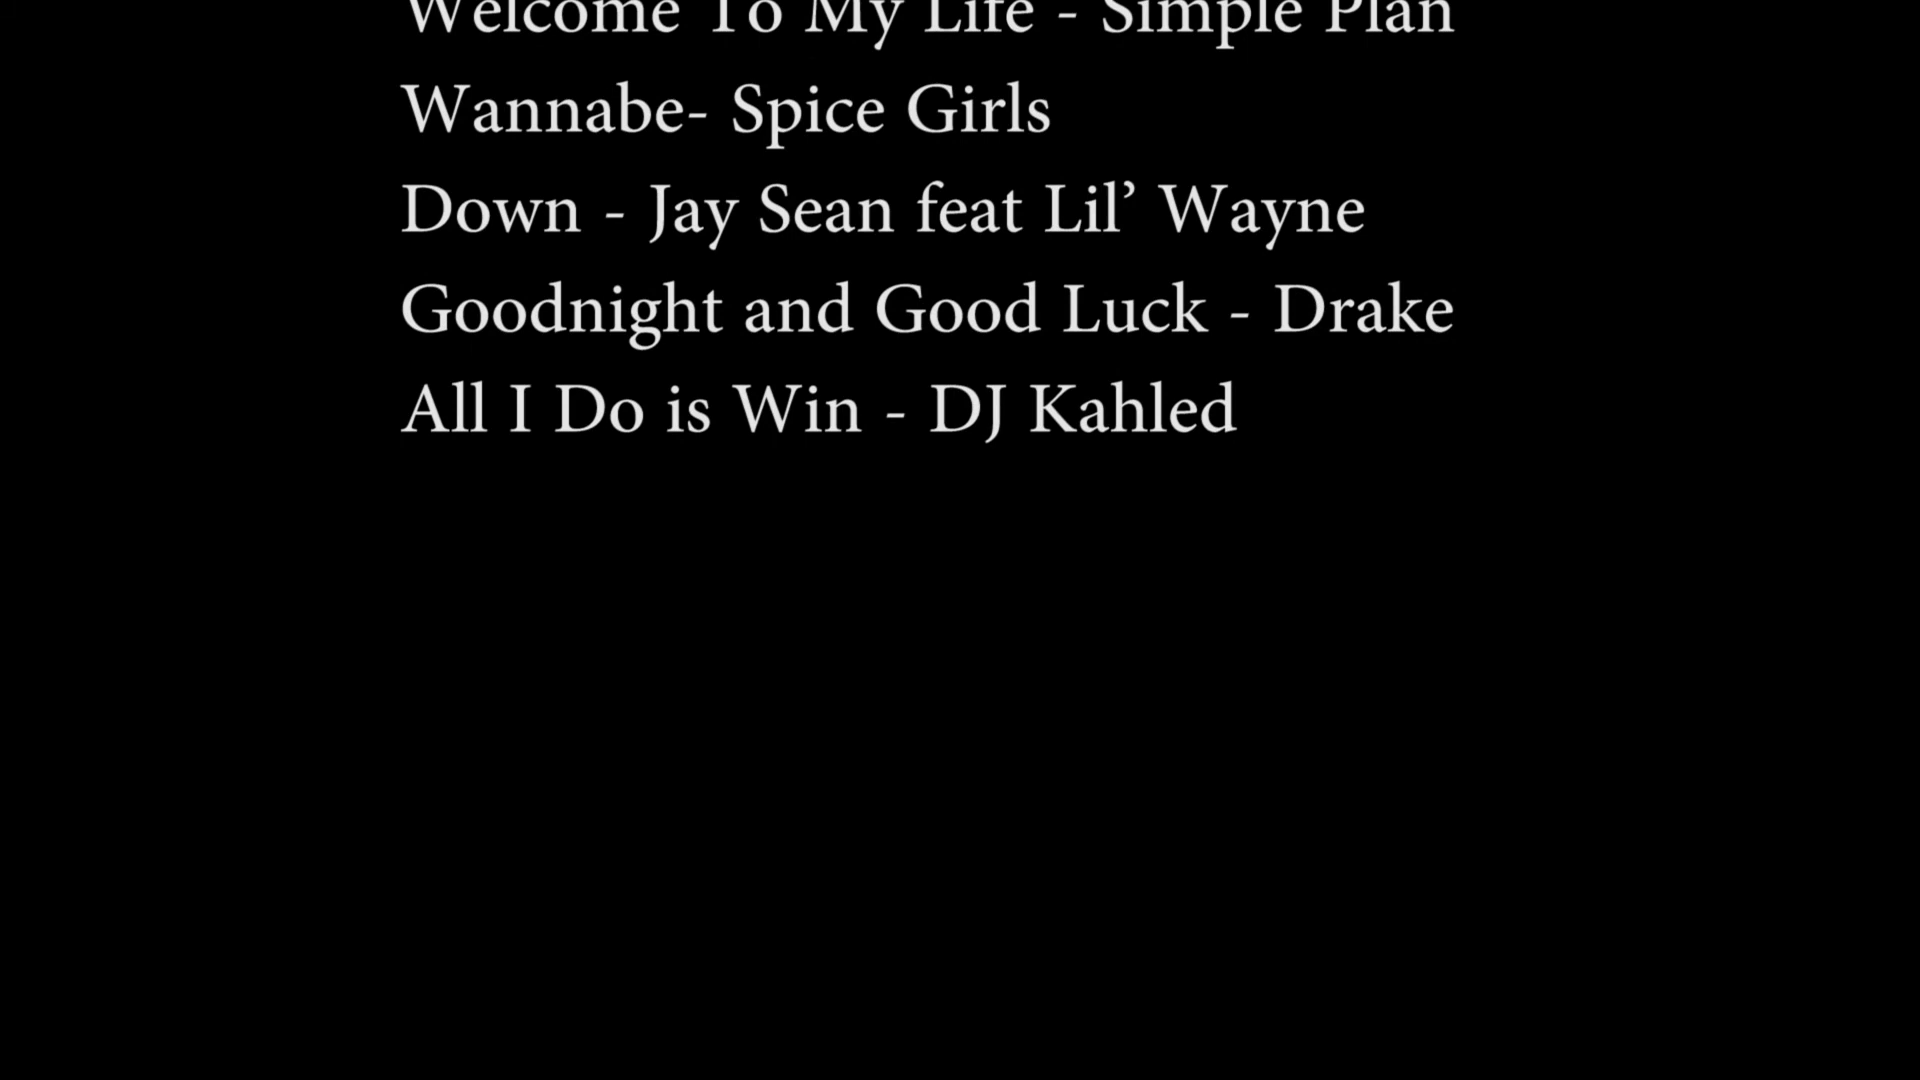 Welcome To My Life - Simple Plan
Wannabe- Spice Girls
Down - Jay Sean feat Lil’ Wayne
Goodnight and Good Luck - Drake
All I Do is Win - DJ Kahled